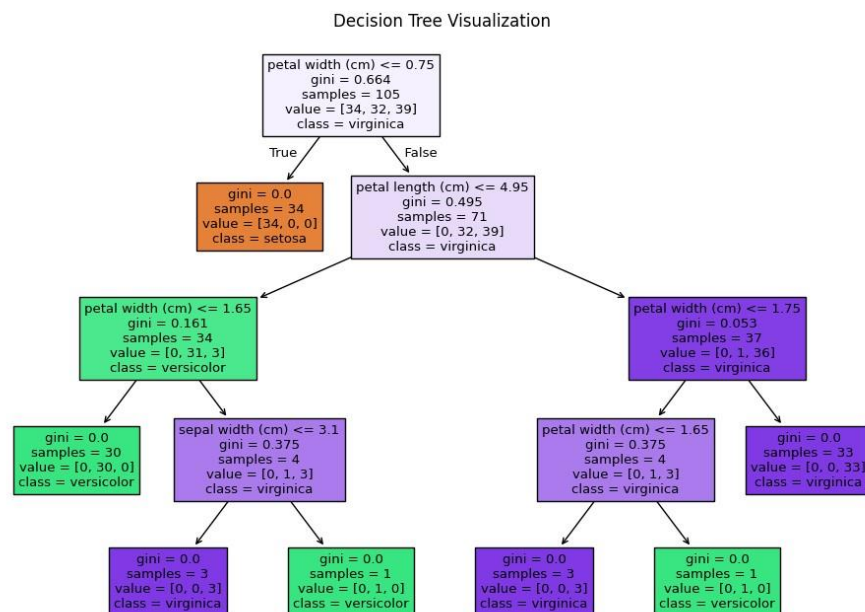 Decision Tree Visualization
petal width (cm) <= 0.75
gini = 0.664
samples = 105
value = [34, 32, 39]
class = virginica
True
False
gini = 0.0
samples = 34
value = [34, 0, 0]
class = setosa
petal length (cm) <= 4.95
gini = 0.495
samples = 71
value = [0, 32, 39]
class = virginica
petal width (cm) <= 1.65
gini = 0.161
samples = 34
value = [0, 31, 3]
class = versicolor
petal width (cm) <= 1.75
gini = 0.053
samples = 37
value = [0, 1, 36]
class = virginica
gini = 0.0
samples = 30
value = [0, 30, 0]
class = versicolor
sepal width (cm) <= 3.1
gini = 0.375
samples = 4
value = [0, 1, 3]
class = virginica
petal width (cm) <= 1.65
gini = 0.375
samples = 4
value = [0, 1, 3]
class = virginica
gini = 0.0
samples = 33
value = [0, 0, 33]
class = virginica
gini = 0.0
samples = 3
value = [0, 0, 3]
class = virginica
gini = 0.0
samples = 1
value = [0, 1, 0]
class = versicolor
gini = 0.0
samples = 3
value = [0, 0, 3]
class = virginica
gini = 0.0
samples = 1
value = [0, 1, 0]
class = versicolor